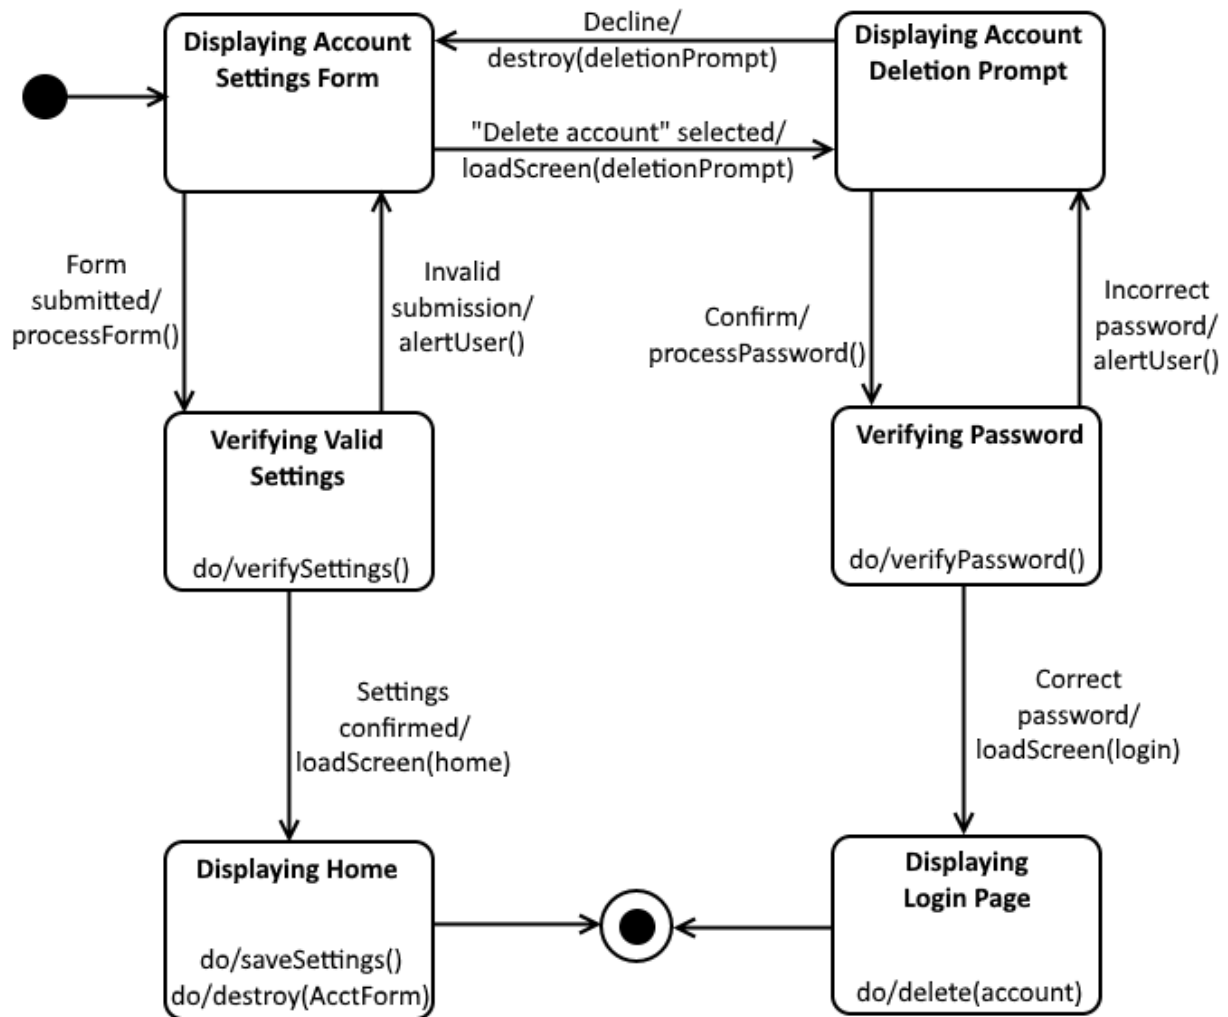 Displaying Account
Settings Form
Decline/
destroy(deletionPrompt)
Displaying Account
Deletion Prompt
"Delete account" selected/
loadScreen(deletionPrompt)
Form
submitted/
processForm()
Invalid
submission/
alertUser()
Confirm/
processPassword()
Incorrect
password/
alertUser()
Verifying Valid
Settings
do/verifySettings()
Verifying Password
do/verifyPassword()
Settings
confirmed/
loadScreen(home)
Correct
password/
loadScreen(login)
Displaying Home
do/saveSettings()
do/destroy(AcctForm)
Displaying
Login Page
do/delete(account)